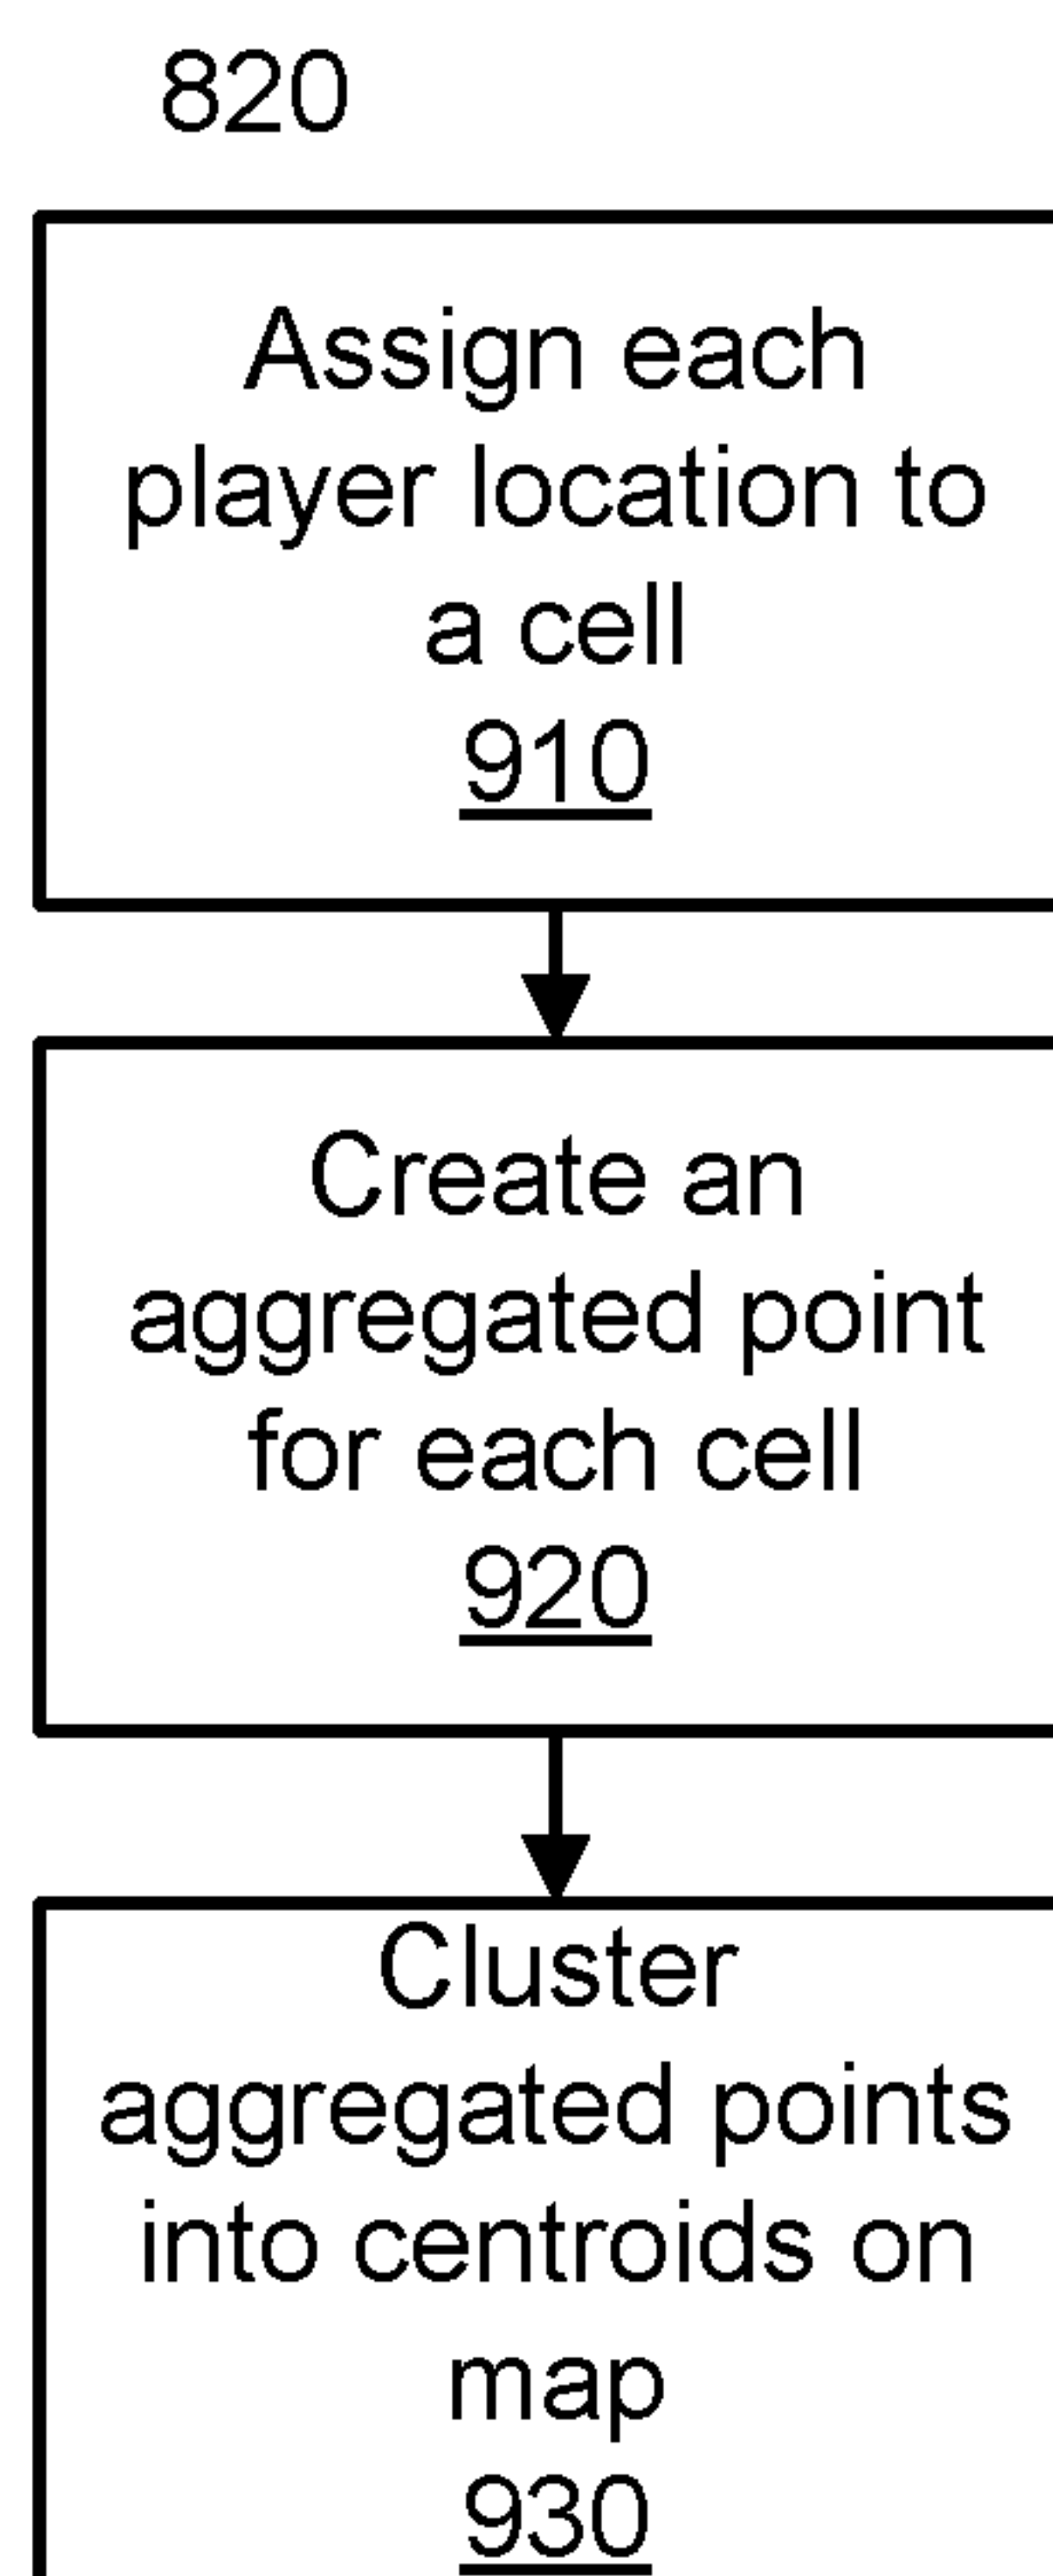 820
Assign each
player location to
a cell
910
Create an
aggregated point
for each cell
920
Cluster
aggregated points
into centroids on
map
930